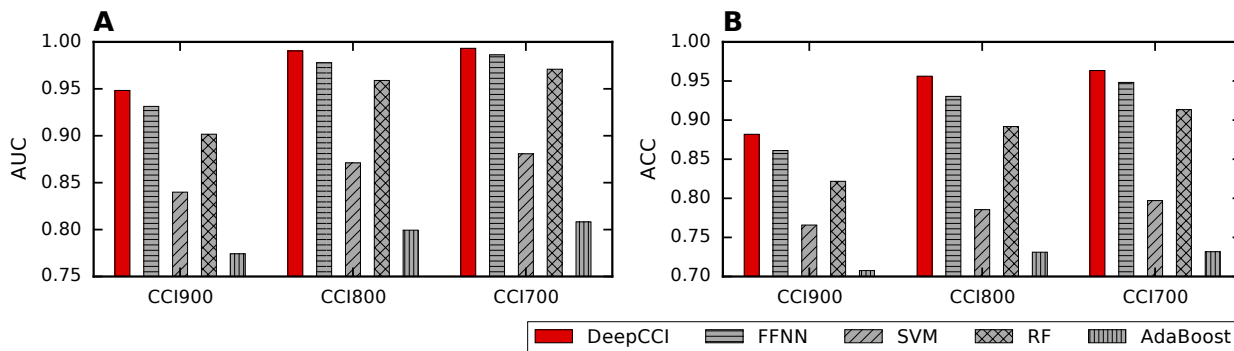 A
1.00
0.95
0.90
0.85
0.80
0.75
AUC
CCI900 CCI800 CCI700
B
1.00
0.95
0.90
0.85
0.80
0.75
0.70
ACC
CCI900 CCI800 CCI700
DeepCCI FFNN SVM RF AdaBoost